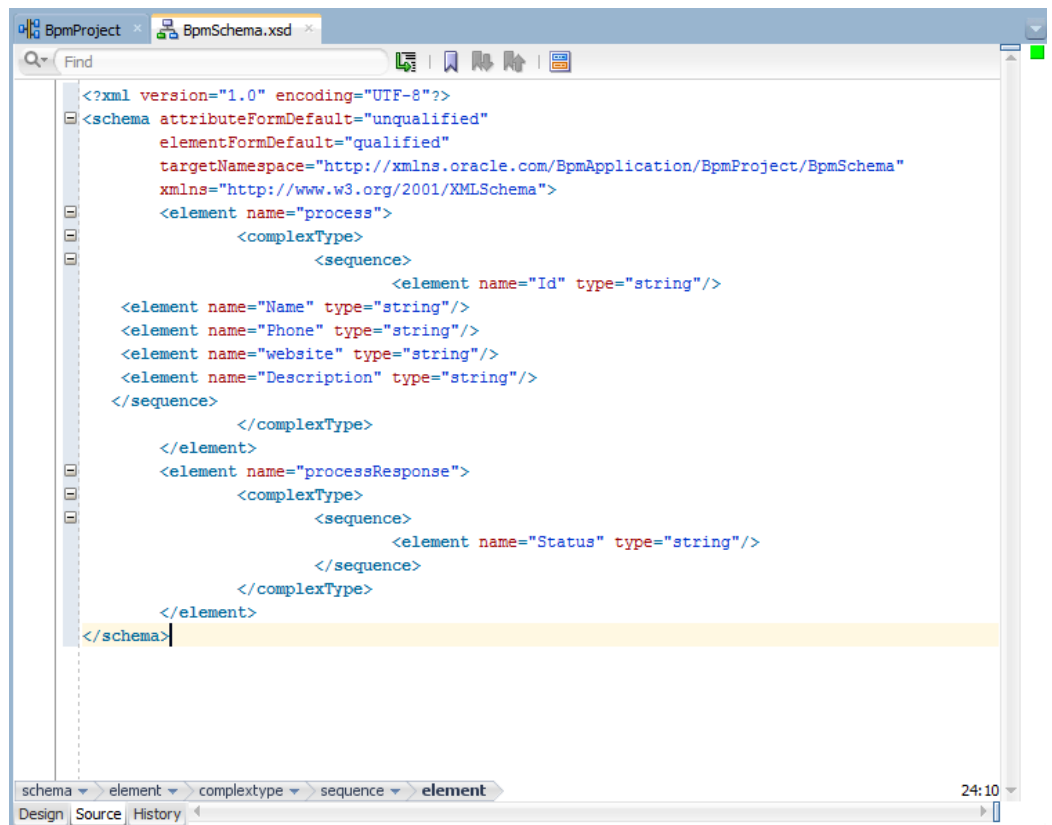 BpmProject BpmSchema.xsd
Find
<?xml version="1.0" encoding="UTF-8"?>
<schema attributeFormDefault="unqualified"
elementFormDefault="qualified"
targetNamespace="http://xmlns.oracle.com/BpmApplication/BpmProject/BpmSchema"
xmlns="http://www.w3.org/2001/XMLSchema">
<element name="process">
<complexType>
<sequence>
<element name="Id" type="string"/>
<element name="Name" type="string"/>
<element name="Phone" type="string"/>
<element name="website" type="string"/>
<element name="Description" type="string"/>
</sequence>
</complexType>
</element>
<element name="processResponse">
<complexType>
<sequence>
<element name="Status" type="string"/>
</sequence>
</complexType>
</element>
</schema>
schema element complextype sequence element 24:10
Design Source History